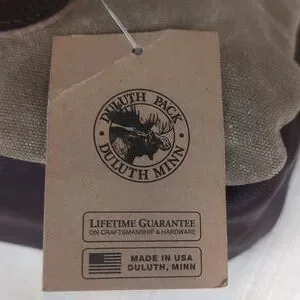 DULUTH PACK
DULUTH MINN
LIFETIME GUARANTEE
ON CRAFTSMANSHIP & HARDWARE
MADE IN USA
DULUTH, MINN